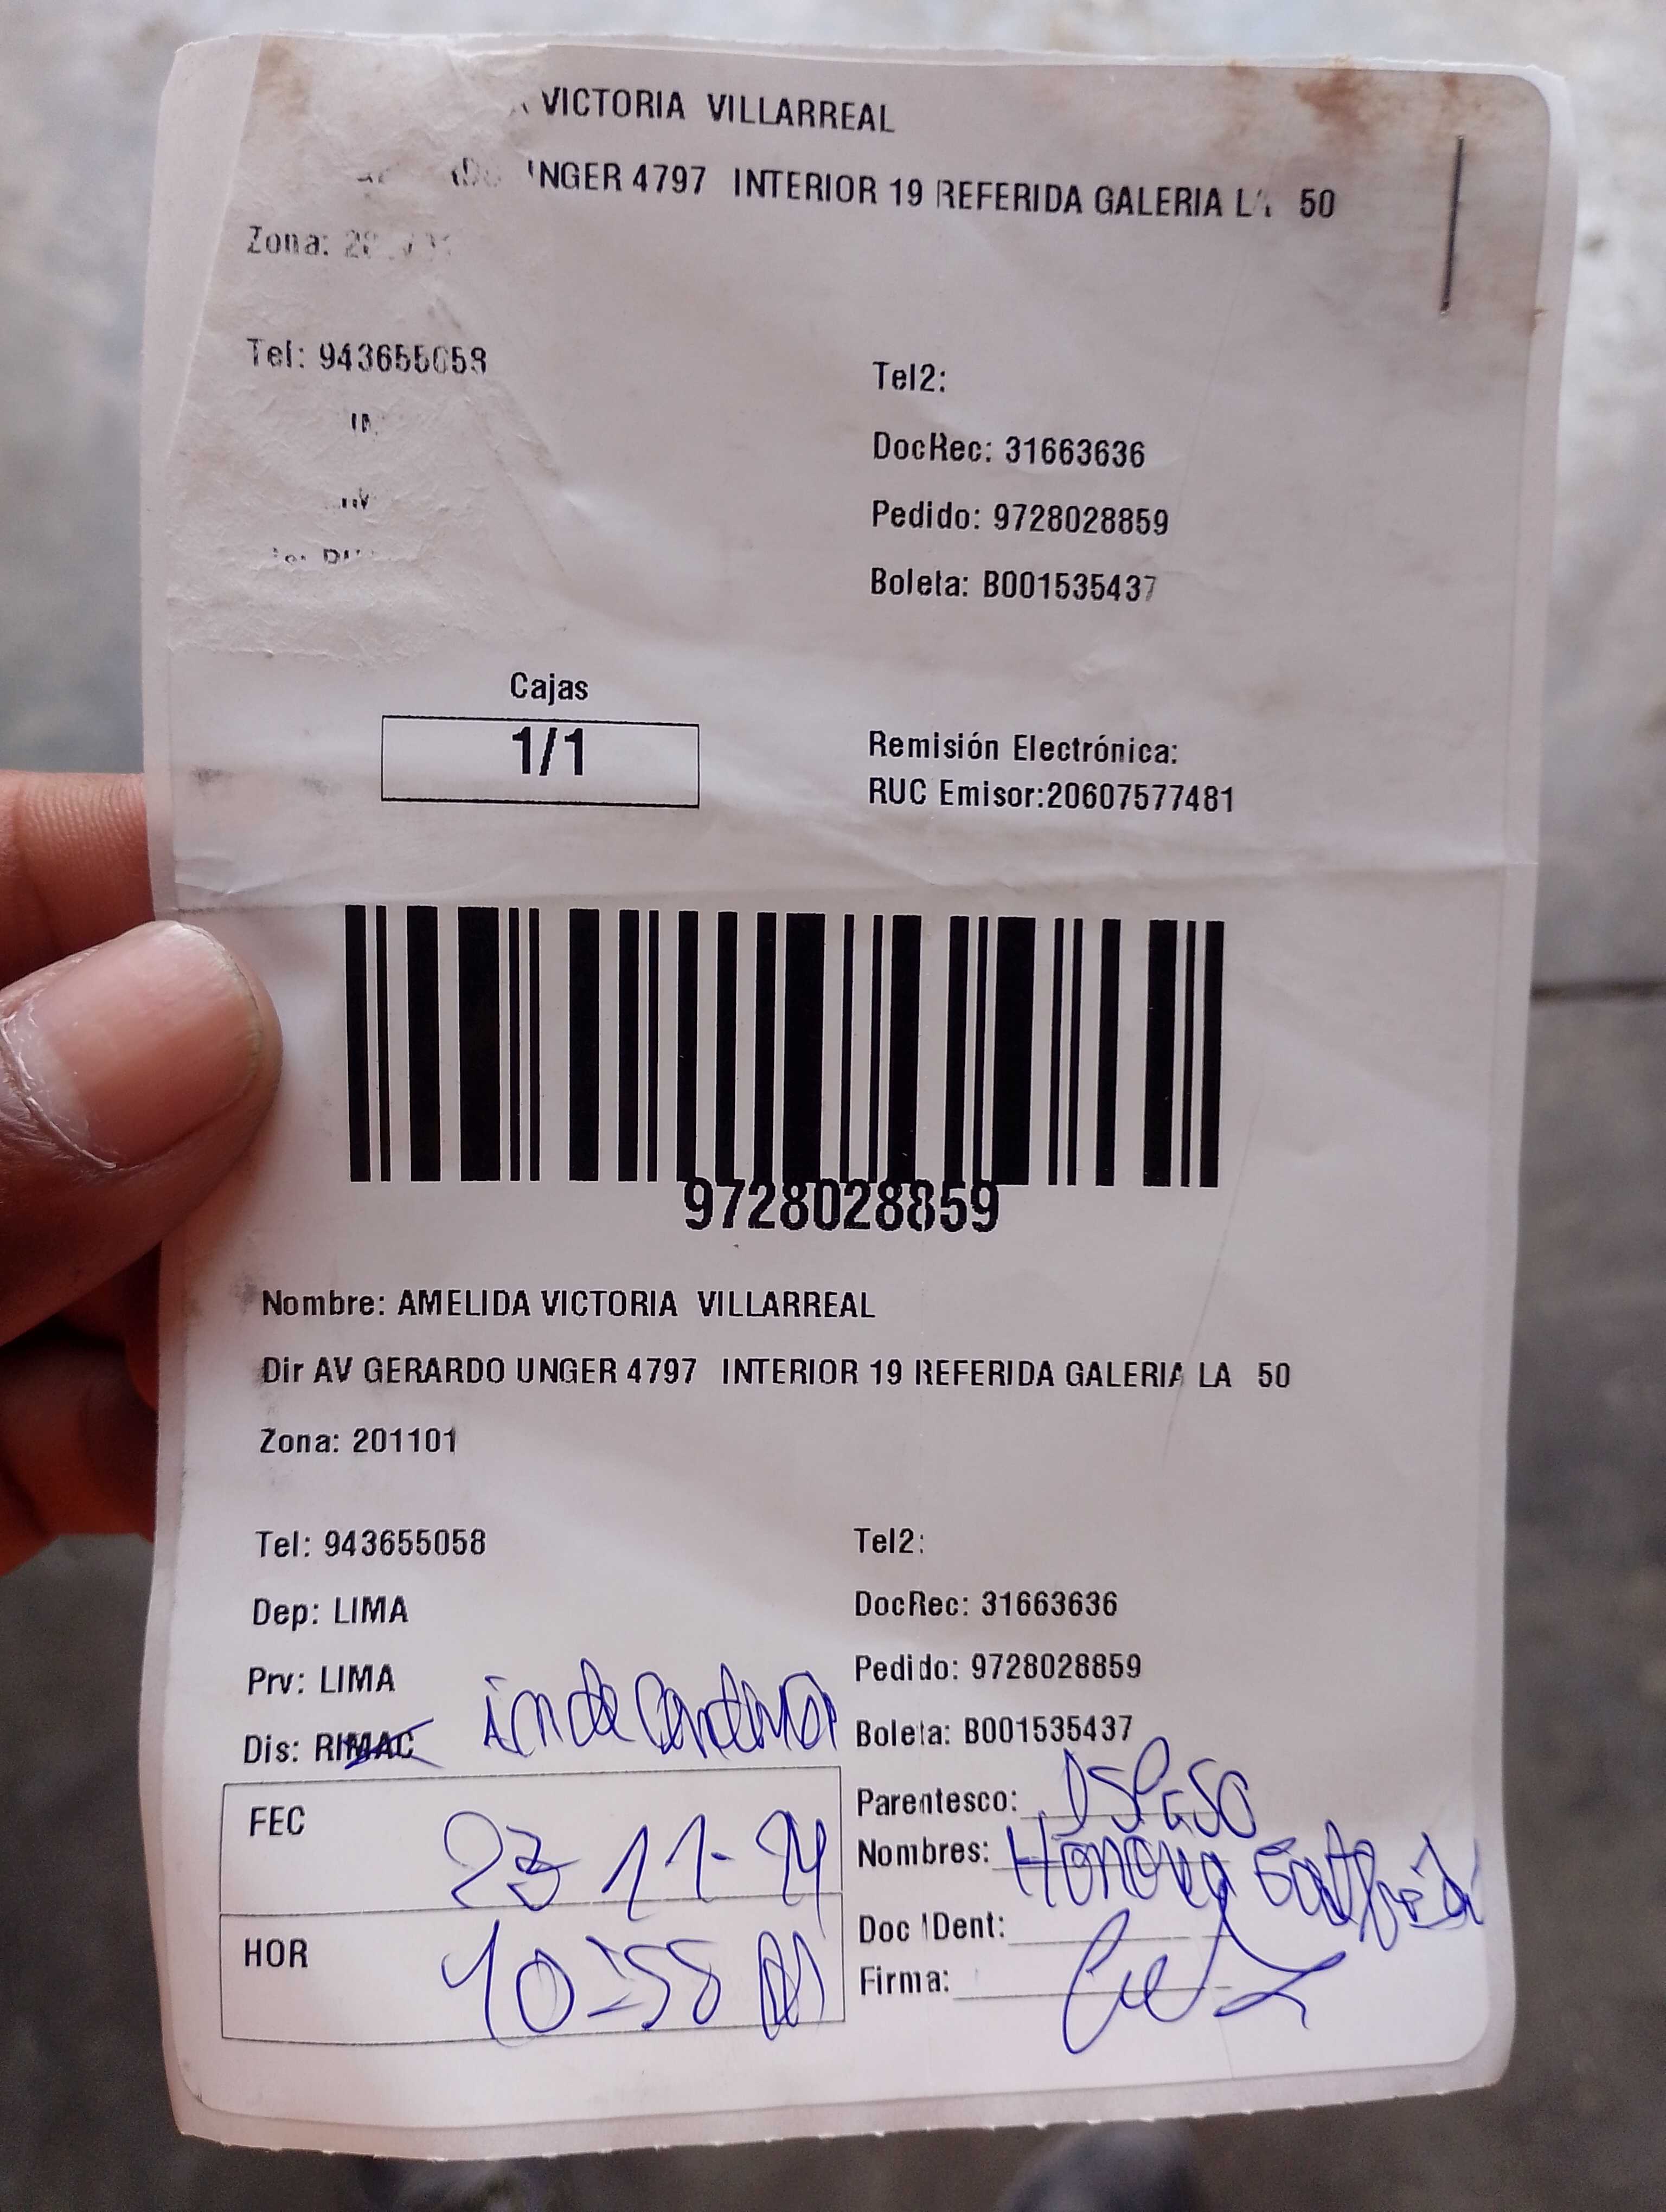 VICTORIA VILLARREAL
UNGER 4797 INTERIOR 19 REFERIDA GALERIA LA 50
Zona:
Tel: 943655058
Tel2:
DocRec: 31663636
Pedido: 9728028859
Boleta: B001535437
Cajas
1/1
Remisión Electrónica:
RUC Emisor:20607577481
9728028859
Nombre: AMELIDA VICTORIA VILLARREAL
Dir AV GERARDO UNGER 4797 INTERIOR 19 REFERIDA GALERIA LA 50
Zona: 201101
Tel: 943655058 Tel2:
Dep: LIMA DocRec: 31663636
Prv: LIMA Pedido: 9728028859
Dis: RIMAC Boleta: B001535437
FEC 23-11-24
HOR 10:58
Parentesco:
Nombres:
Doc IDent:
Firma: